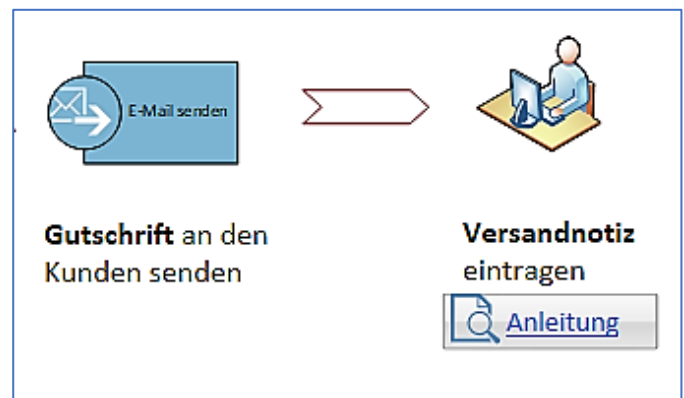 E-Mail senden
Gutschrift an den
Kunden senden
Versandnotiz
eintragen
Anleitung